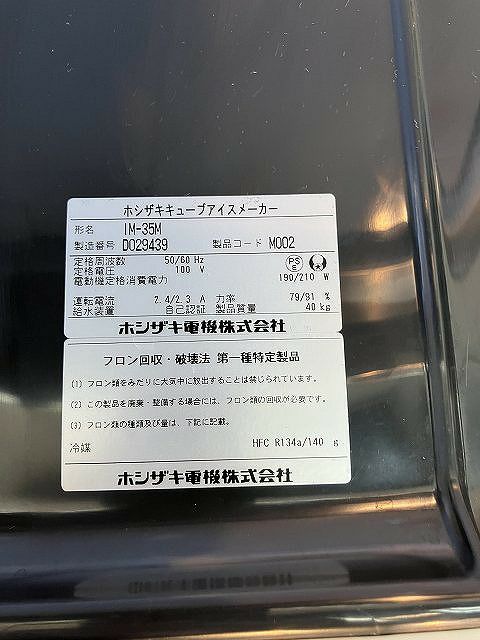 ホシザキキューブアイスメーカー
形名 IM-35M
製造番号 D029439 製品コード M002
定格周波数 50/60 Hz
定格電圧 100 V
電動機定格消費電力 190/210 W
運転電流 2.4/2.3 A 力率 79/91 %
給水装置 自己認証 製品質量 40 kg
ホシザキ電機株式会社
フロン回収・破壊法 第一種特定製品
(1) フロン類をみだりに大気中に放出することは禁じられています。
(2) この製品を廃棄・整備する場合には、フロン類の回収が必要です。
(3) フロン類の種類及び量は、下記に記載。
冷媒 HFC R134a/140 g
ホシザキ電機株式会社